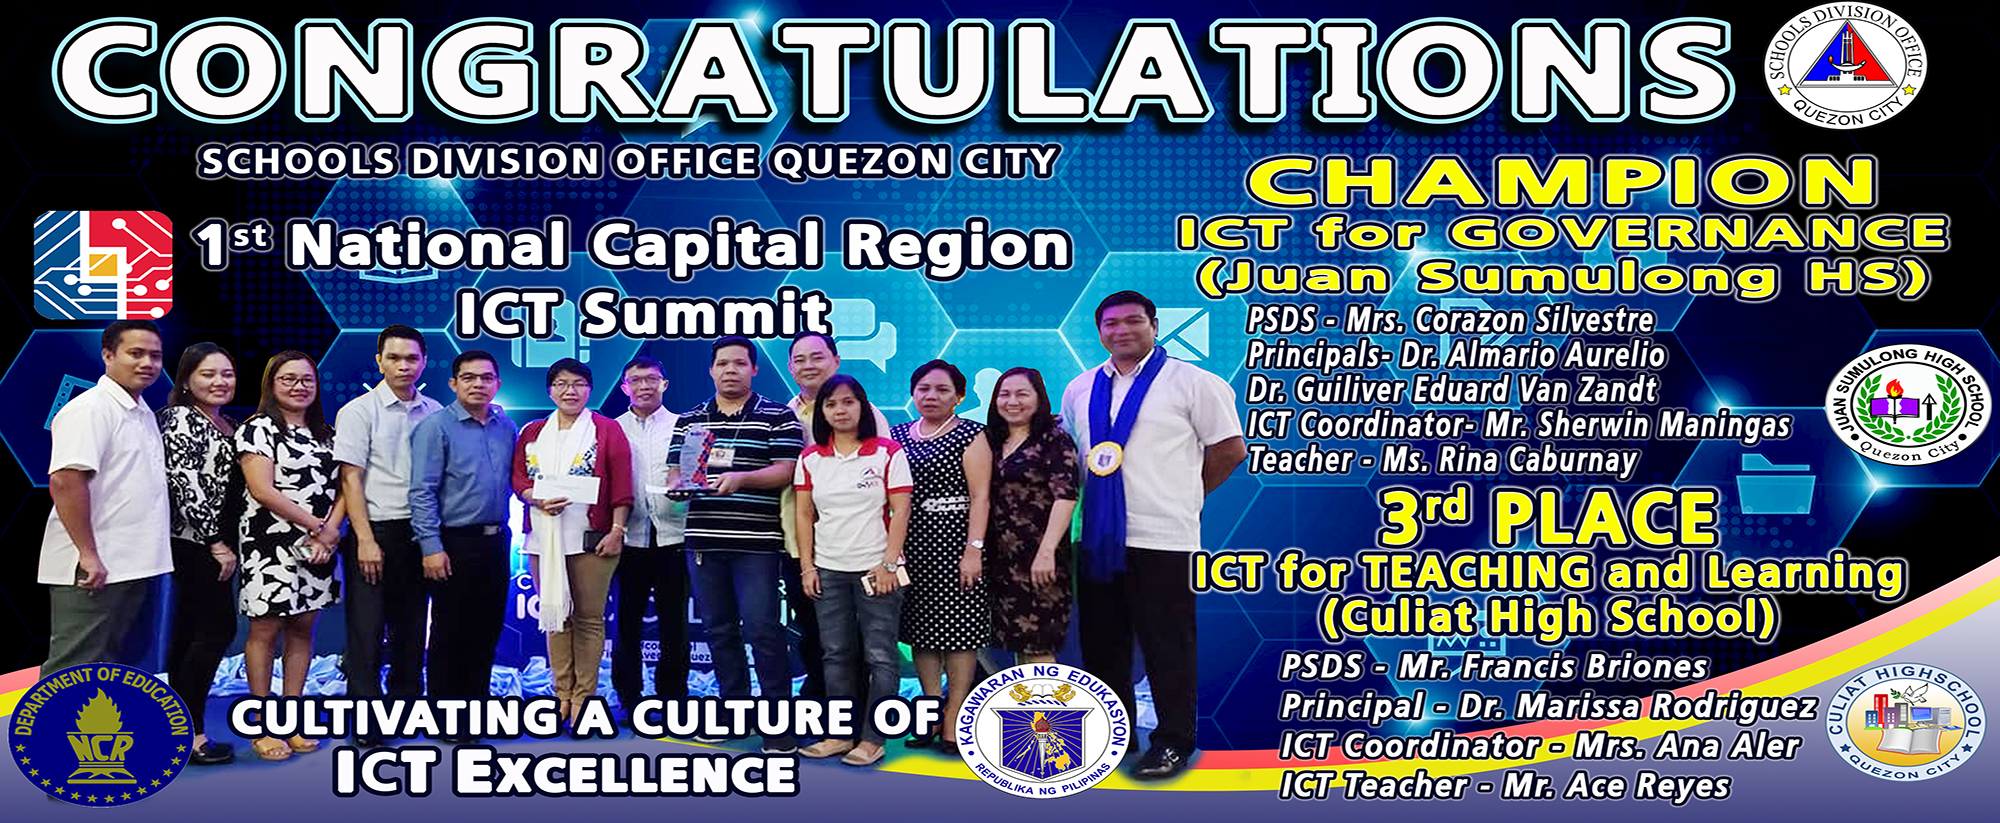 CONGRATULATIONS
SCHOOLS DIVISION OFFICE
QUEZON CITY
SCHOOLS DIVISION OFFICE QUEZON CITY
1st National Capital Region
ICT Summit
CHAMPION
ICT for GOVERNANCE
(Juan Sumulong HS)
PSDS - Mrs. Corazon Silvestre
Principals- Dr. Almario Aurelio
Dr. Guiliver Eduard Van Zandt
ICT Coordinator- Mr. Sherwin Maningas
Teacher - Ms. Rina Caburnay
JUAN SUMULONG HIGH SCHOOL
Quezon City
3rd PLACE
ICT for TEACHING and Learning
(Culiat High School)
PSDS - Mr. Francis Briones
Principal - Dr. Marissa Rodriguez
ICT Coordinator - Mrs. Ana Aler
ICT Teacher - Mr. Ace Reyes
CULIAT HIGHSCHOOL
QUEZON CITY
DEPARTMENT OF EDUCATION
NCR
CULTIVATING A CULTURE OF
ICT EXCELLENCE
KAGAWARAN NG EDUKASYON
REPUBLIKA NG PILIPINAS